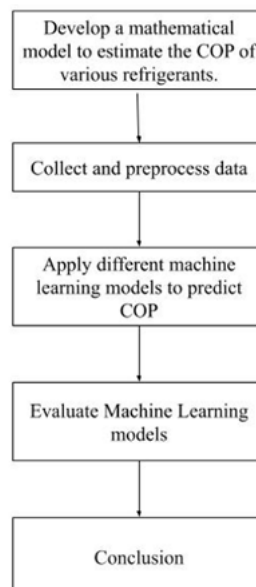 Develop a mathematical
model to estimate the COP of
various refrigerants.
Collect and preprocess data
Apply different machine
learning models to predict
COP
Evaluate Machine Learning
models
Conclusion